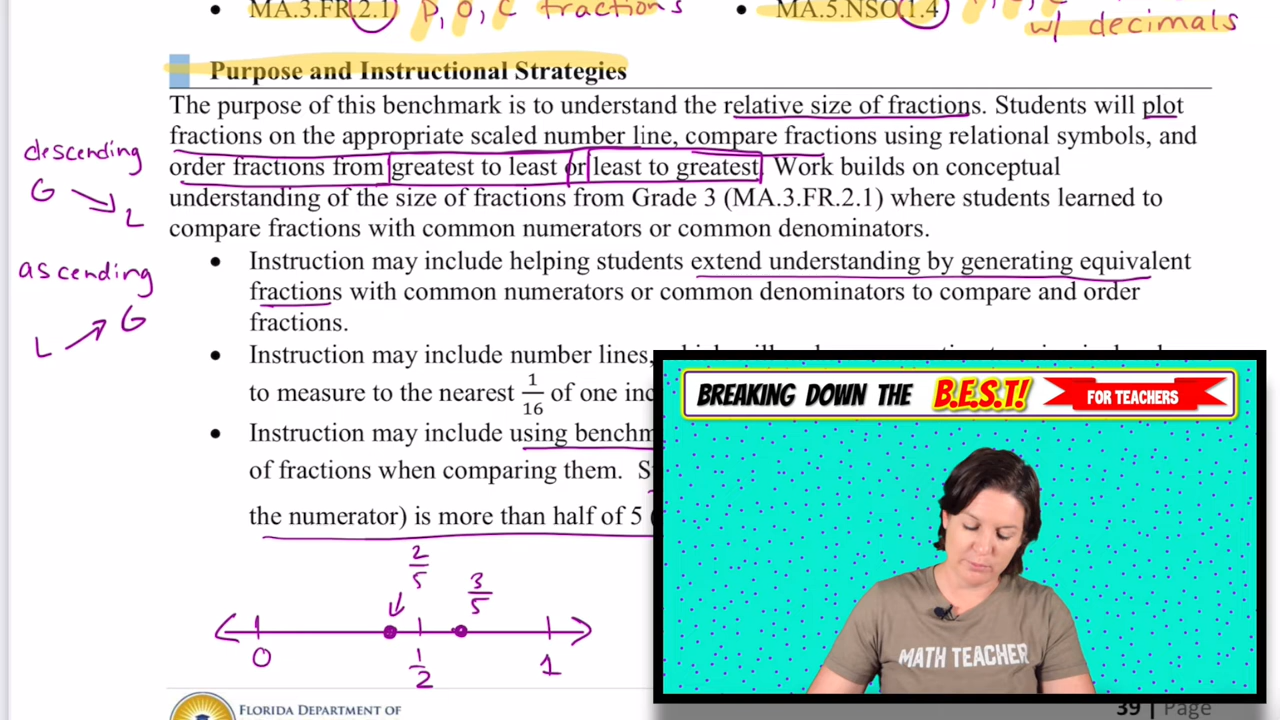 MA.3.FR.2.1) P, O, C fractions
MA.5.NSO.1.4) w/ decimals
Purpose and Instructional Strategies
The purpose of this benchmark is to understand the relative size of fractions. Students will plot
fractions on the appropriate scaled number line, compare fractions using relational symbols, and
order fractions from greatest to least or least to greatest. Work builds on conceptual
understanding of the size of fractions from Grade 3 (MA.3.FR.2.1) where students learned to
compare fractions with common numerators or common denominators.
descending
G L
ascending
L G
• Instruction may include helping students extend understanding by generating equivalent
fractions with common numerators or common denominators to compare and order
fractions.
• Instruction may include number lines,
to measure to the nearest 1/16 of one inc
• Instruction may include using benchm
of fractions when comparing them. S
the numerator) is more than half of 5
2/5 3/5
0 1/2 1
BREAKING DOWN THE B.E.S.T! FOR TEACHERS
MATH TEACHER
FLORIDA DEPARTMENT OF
39 | Page